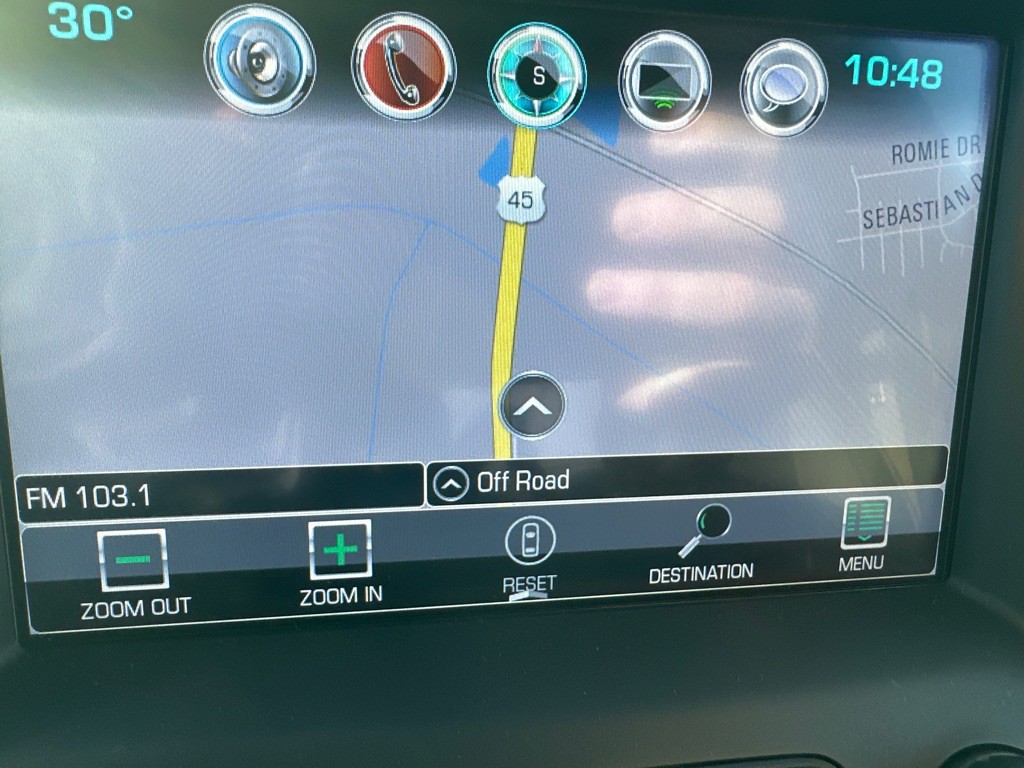 30°
S
10:48
45
ROMIE DR
SEBASTIAN D
FM 103.1
Off Road
ZOOM OUT
ZOOM IN
RESET
DESTINATION
MENU